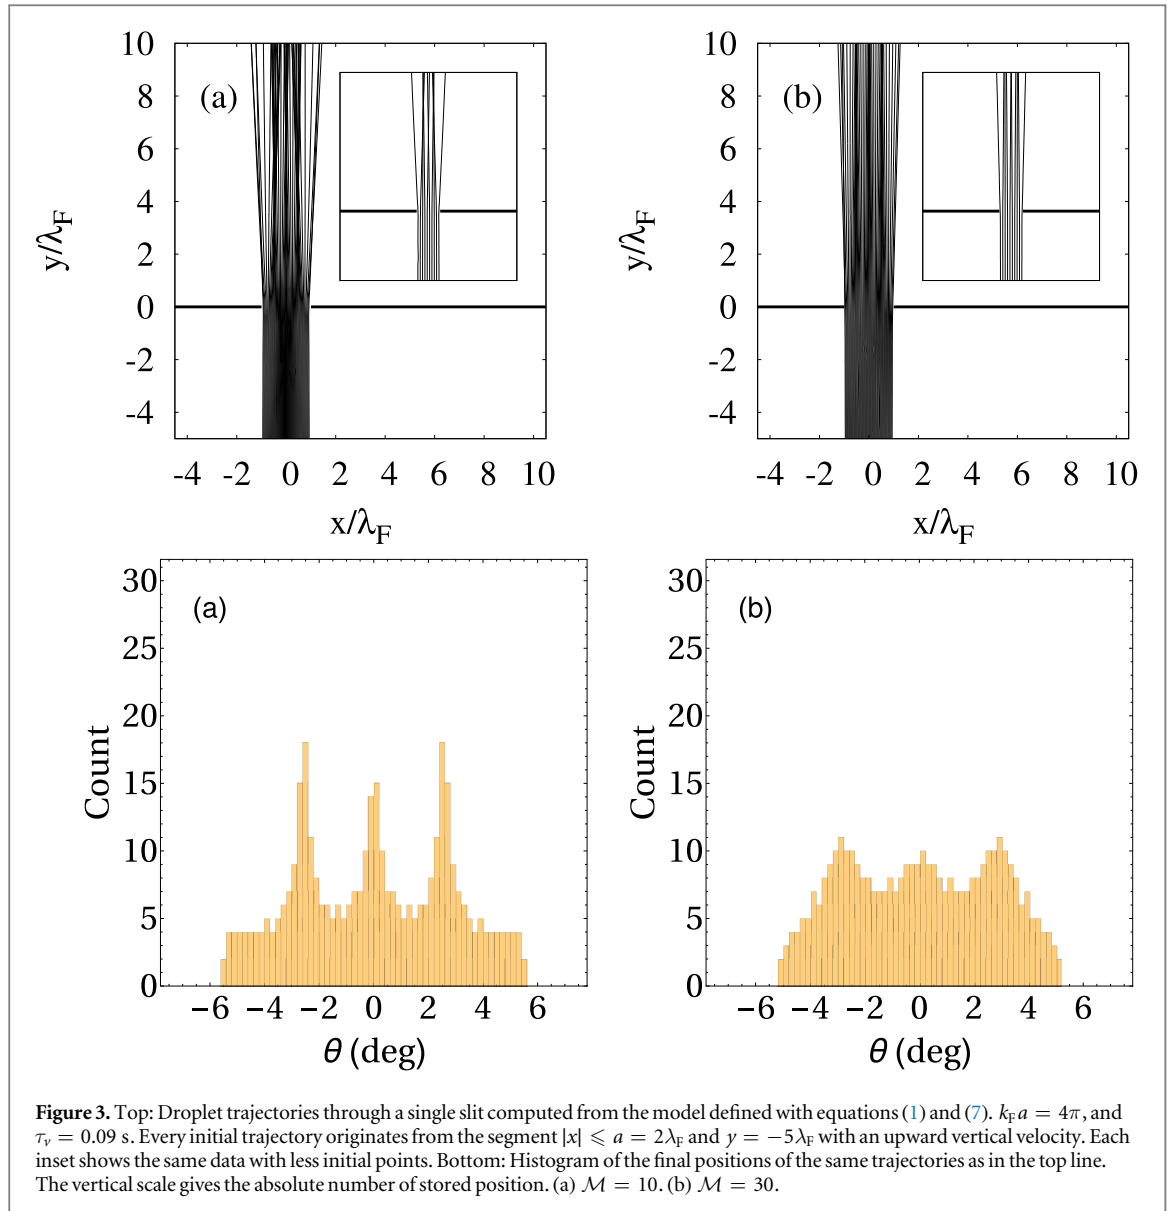 10
8
6
4
2
0
-2
-4
y/λF
(a)
-4 -2 0 2 4 6 8 10
x/λF
10
8
6
4
2
0
-2
-4
y/λF
(b)
-4 -2 0 2 4 6 8 10
x/λF
30
25
20
15
10
5
0
Count
(a)
−6 −4 −2 0 2 4 6
θ (deg)
30
25
20
15
10
5
0
Count
(b)
−6 −4 −2 0 2 4 6
θ (deg)
Figure 3. Top: Droplet trajectories through a single slit computed from the model defined with equations (1) and (7). kFa = 4π, and
τv = 0.09 s. Every initial trajectory originates from the segment |x| ⩽ a = 2λF and y = −5λF with an upward vertical velocity. Each
inset shows the same data with less initial points. Bottom: Histogram of the final positions of the same trajectories as in the top line.
The vertical scale gives the absolute number of stored position. (a) ℳ = 10. (b) ℳ = 30.